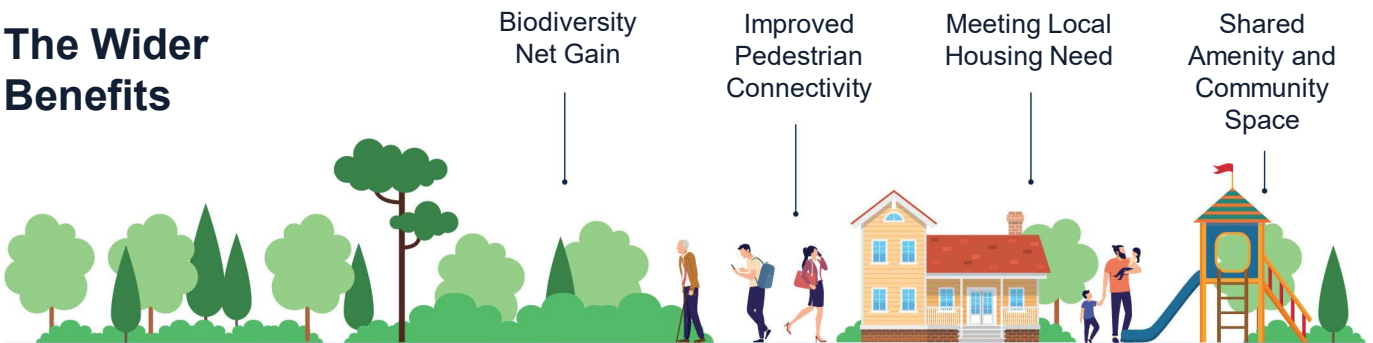 The Wider
Benefits
Biodiversity
Net Gain
Improved
Pedestrian
Connectivity
Meeting Local
Housing Need
Shared
Amenity and
Community
Space